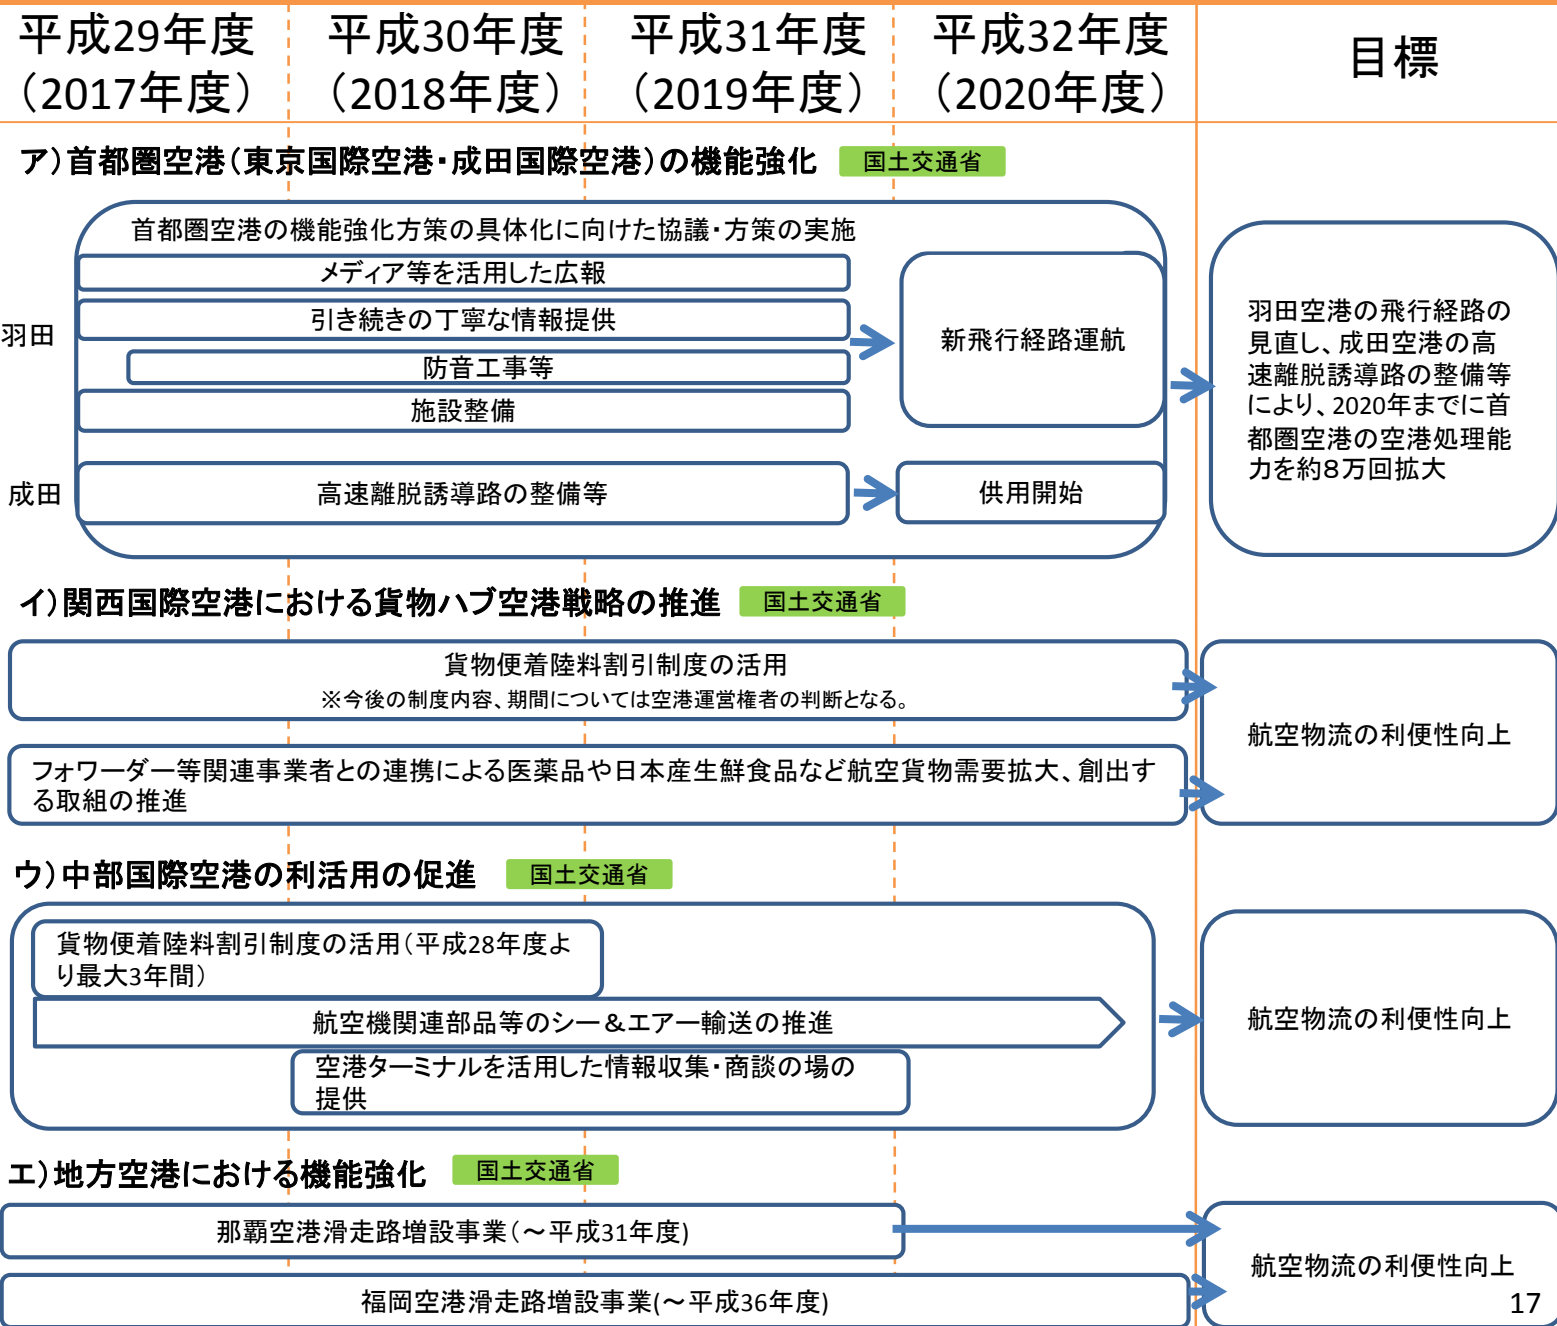 平成29年度
（2017年度）
平成30年度
（2018年度）
平成31年度
（2019年度）
平成32年度
（2020年度）
目標
ア）首都圏空港（東京国際空港・成田国際空港）の機能強化
国土交通省
首都圏空港の機能強化方策の具体化に向けた協議・方策の実施
羽田
メディア等を活用した広報
引き続きの丁寧な情報提供
防音工事等
施設整備
新飛行経路運航
成田
高速離脱誘導路の整備等
供用開始
羽田空港の飛行経路の
見直し、成田空港の高
速離脱誘導路の整備等
により、2020年までに首
都圏空港の空港処理能
力を約８万回拡大
イ）関西国際空港における貨物ハブ空港戦略の推進
国土交通省
貨物便着陸料割引制度の活用
※今後の制度内容、期間については空港運営権者の判断となる。
フォワーダー等関連事業者との連携による医薬品や日本産生鮮食品など航空貨物需要拡大、創出す
る取組の推進
航空物流の利便性向上
ウ）中部国際空港の利活用の促進
国土交通省
貨物便着陸料割引制度の活用（平成28年度よ
り最大3年間）
航空機関連部品等のシー＆エアー輸送の推進
空港ターミナルを活用した情報収集・商談の場の
提供
航空物流の利便性向上
エ）地方空港における機能強化
国土交通省
那覇空港滑走路増設事業（～平成31年度）
福岡空港滑走路増設事業（～平成36年度）
航空物流の利便性向上
17